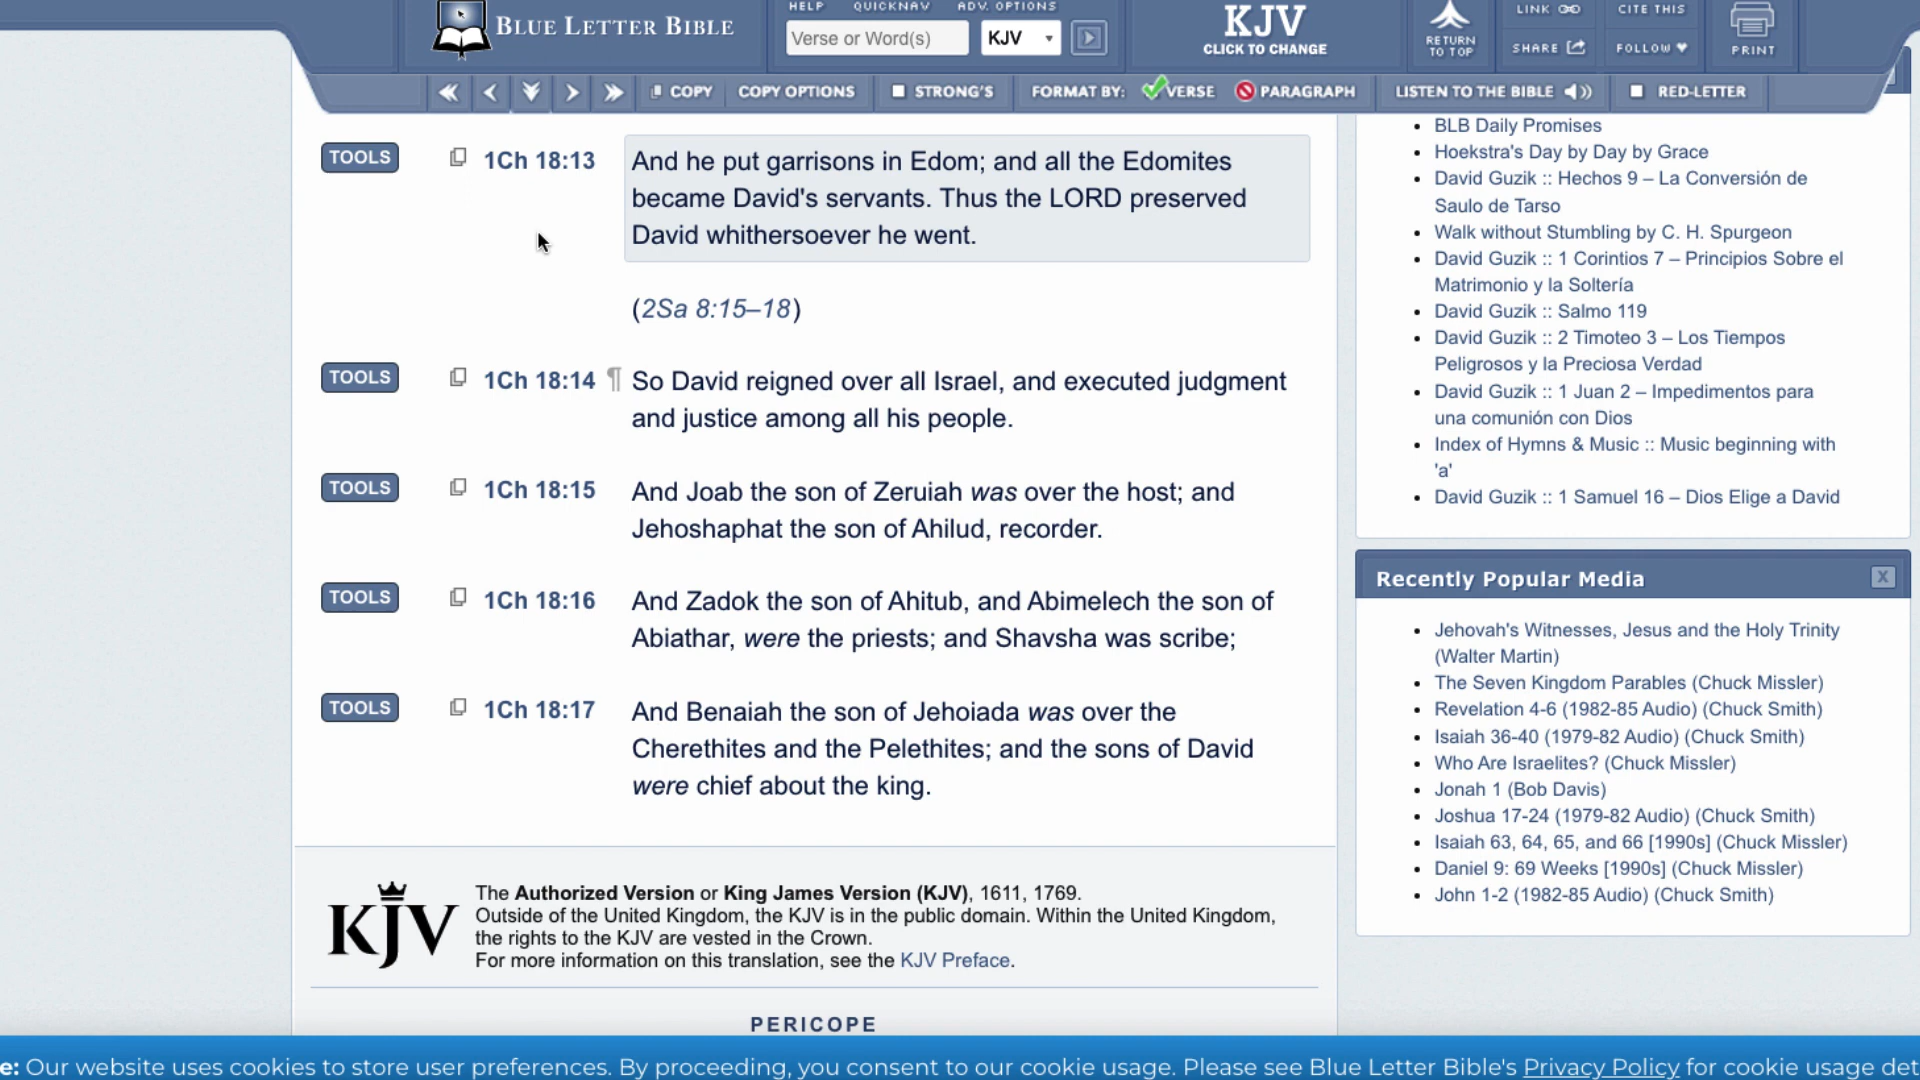 BLUE LETTER BIBLE
HELP QUICKNAV ADV. OPTIONS
Verse or Word(s)
KJV
KJV
CLICK TO CHANGE
RETURN
TO TOP
LINK
CITE THIS
SHARE
FOLLOW
PRINT
COPY
COPY OPTIONS
STRONG'S
FORMAT BY:
VERSE
PARAGRAPH
LISTEN TO THE BIBLE
RED-LETTER
TOOLS
1Ch 18:13
And he put garrisons in Edom; and all the Edomites
became David's servants. Thus the LORD preserved
David whithersoever he went.
(2Sa 8:15–18)
TOOLS
1Ch 18:14
¶ So David reigned over all Israel, and executed judgment
and justice among all his people.
TOOLS
1Ch 18:15
And Joab the son of Zeruiah was over the host; and
Jehoshaphat the son of Ahilud, recorder.
TOOLS
1Ch 18:16
And Zadok the son of Ahitub, and Abimelech the son of
Abiathar, were the priests; and Shavsha was scribe;
TOOLS
1Ch 18:17
And Benaiah the son of Jehoiada was over the
Cherethites and the Pelethites; and the sons of David
were chief about the king.
KJV
The Authorized Version or King James Version (KJV), 1611, 1769.
Outside of the United Kingdom, the KJV is in the public domain. Within the United Kingdom,
the rights to the KJV are vested in the Crown.
For more information on this translation, see the KJV Preface.
PERICOPE
BLB Daily Promises
Hoekstra's Day by Day by Grace
David Guzik :: Hechos 9 – La Conversión de
Saulo de Tarso
Walk without Stumbling by C. H. Spurgeon
David Guzik :: 1 Corintios 7 – Principios Sobre el
Matrimonio y la Soltería
David Guzik :: Salmo 119
David Guzik :: 2 Timoteo 3 – Los Tiempos
Peligrosos y la Preciosa Verdad
David Guzik :: 1 Juan 2 – Impedimentos para
una comunión con Dios
Index of Hymns & Music :: Music beginning with
'a'
David Guzik :: 1 Samuel 16 – Dios Elige a David
Recently Popular Media
X
Jehovah's Witnesses, Jesus and the Holy Trinity
(Walter Martin)
The Seven Kingdom Parables (Chuck Missler)
Revelation 4-6 (1982-85 Audio) (Chuck Smith)
Isaiah 36-40 (1979-82 Audio) (Chuck Smith)
Who Are Israelites? (Chuck Missler)
Jonah 1 (Bob Davis)
Joshua 17-24 (1979-82 Audio) (Chuck Smith)
Isaiah 63, 64, 65, and 66 [1990s] (Chuck Missler)
Daniel 9: 69 Weeks [1990s] (Chuck Missler)
John 1-2 (1982-85 Audio) (Chuck Smith)
e: Our website uses cookies to store user preferences. By proceeding, you consent to our cookie usage. Please see Blue Letter Bible's Privacy Policy for cookie usage det